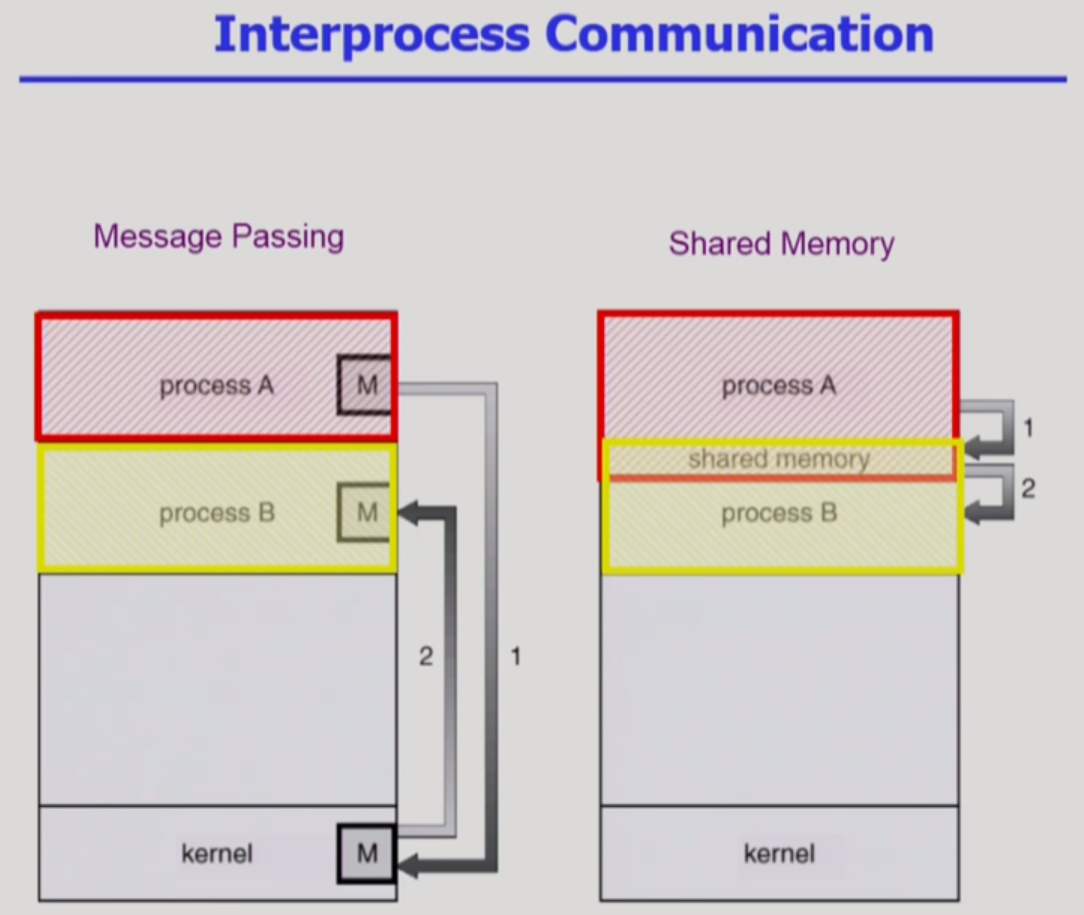 Interprocess Communication
Message Passing
process A
M
process B
M
2
1
kernel
M
Shared Memory
process A
1
shared memory
2
process B
kernel